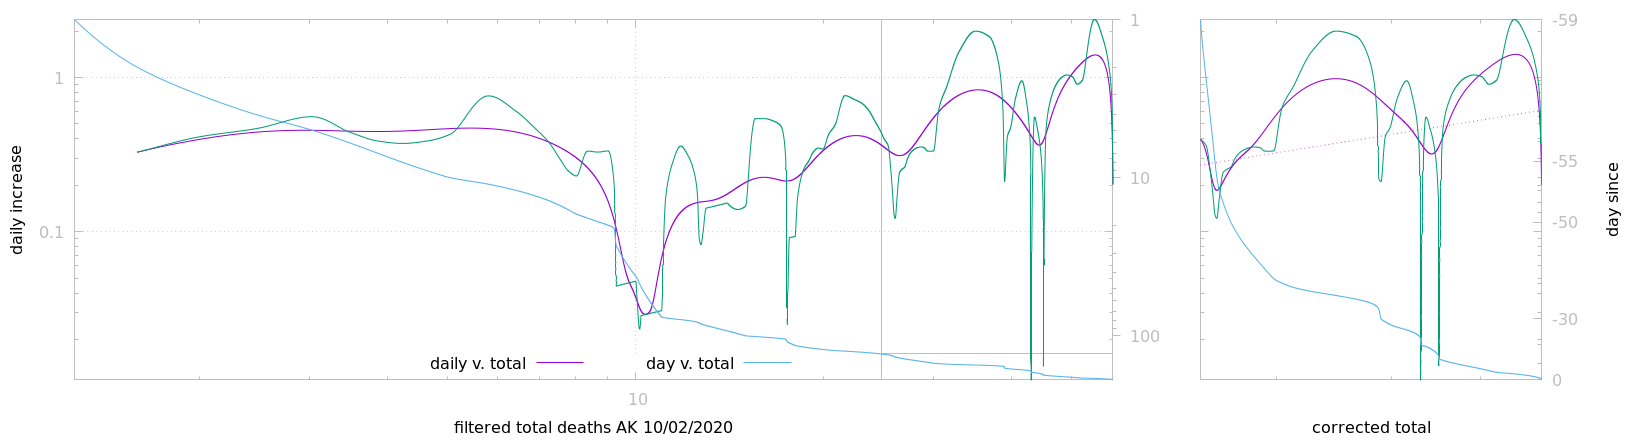 1
-59
1
daily increase
10
-55
day since
0.1
-50
-30
100
daily v. total
day v. total
0
10
filtered total deaths AK 10/02/2020
corrected total